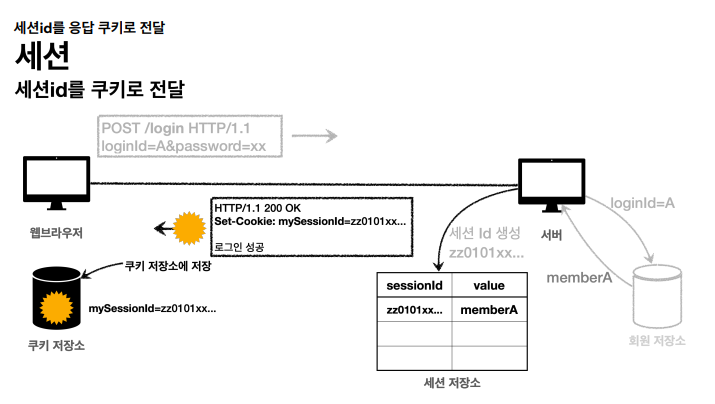 세션id를 응답 쿠키로 전달
세션
세션id를 쿠키로 전달
POST /login HTTP/1.1
loginId=A&password=xx
HTTP/1.1 200 OK
Set-Cookie: mySessionId=zz0101xx...
로그인 성공
웹브라우저
세션 Id 생성
zz0101xx...
서버
loginId=A
memberA
쿠키 저장소에 저장
mySessionId=zz0101xx...
쿠키 저장소
sessionId value
zz0101xx... memberA
세션 저장소
회원 저장소